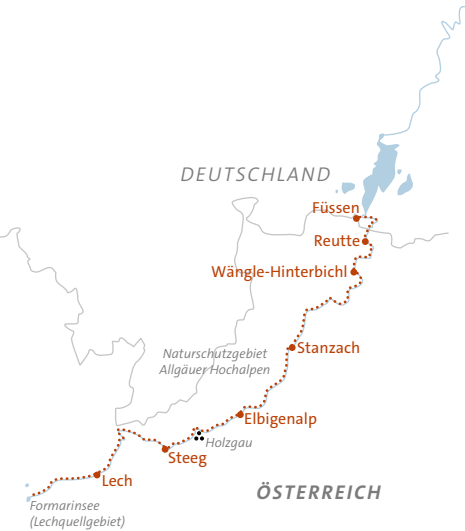 DEUTSCHLAND
Füssen
Reutte
Wängle-Hinterbichl
Stanzach
Naturschutzgebiet
Allgäuer Hochalpen
Elbigenalp
Holzgau
Steeg
Lech
ÖSTERREICH
Formarinsee
(Lechquellgebiet)